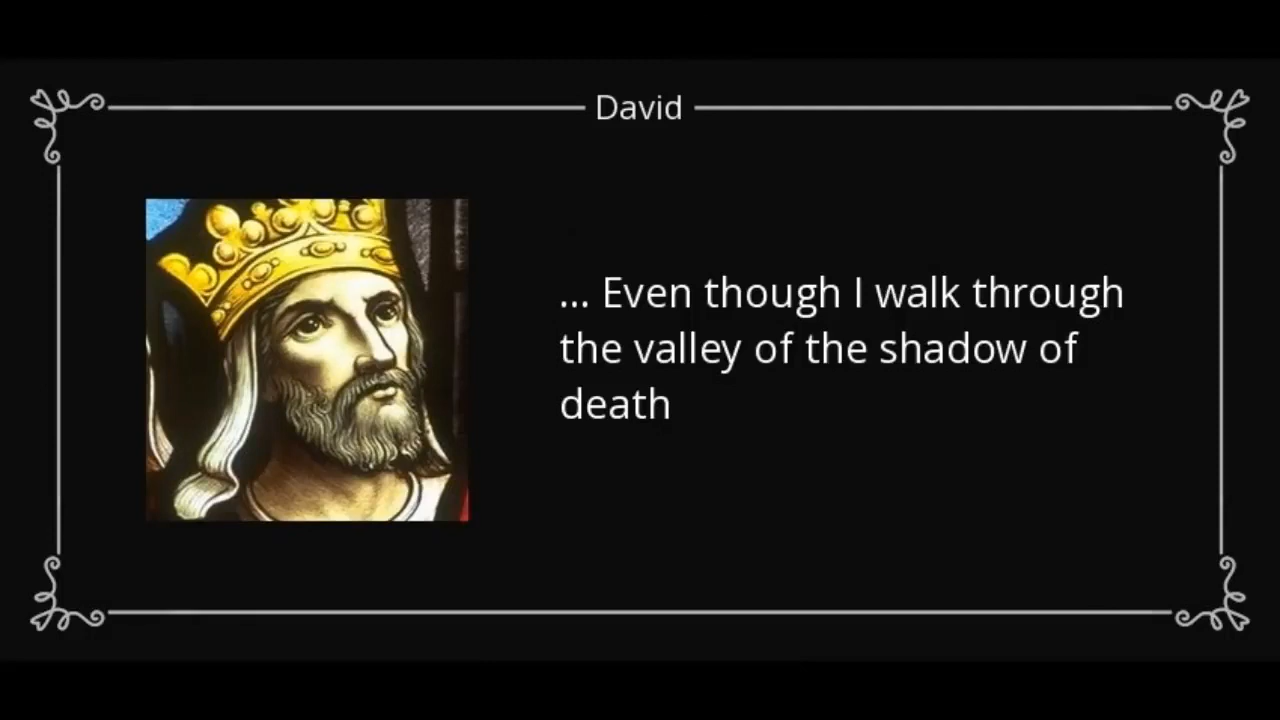 David
... Even though I walk through
the valley of the shadow of
death